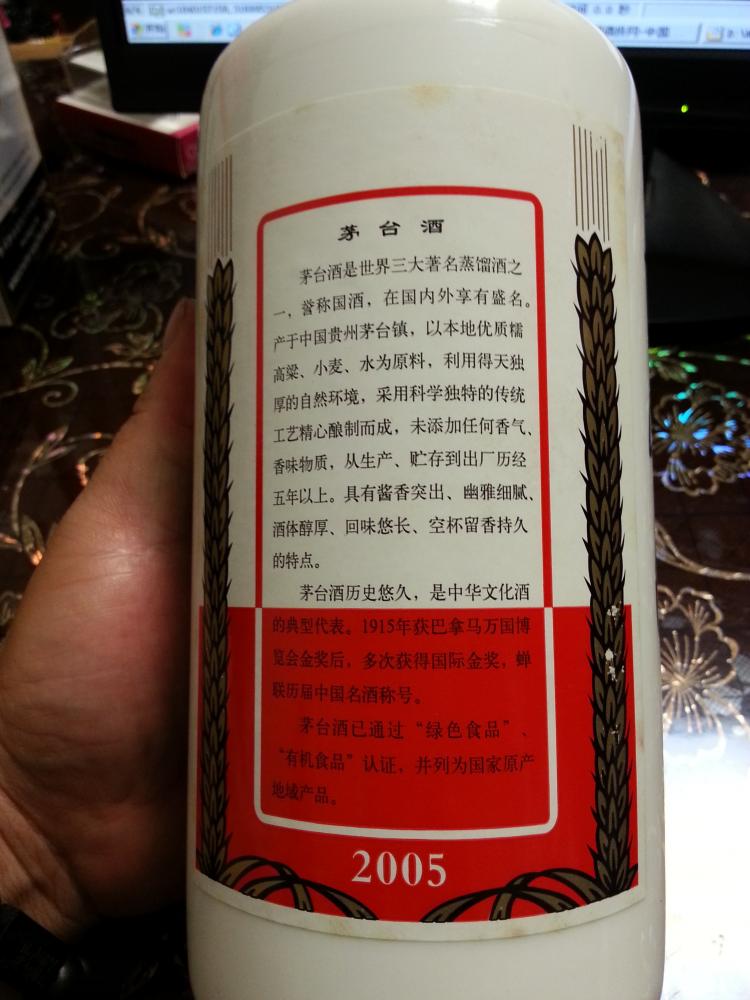 茅台酒
茅台酒是世界三大著名蒸馏酒之
一，誉称国酒，在国内外享有盛名。
产于中国贵州茅台镇，以本地优质糯
高粱、小麦、水为原料，利用得天独
厚的自然环境，采用科学独特的传统
工艺精心酿制而成，未添加任何香气、
香味物质，从生产、贮存到出厂历经
五年以上。具有酱香突出、幽雅细腻、
酒体醇厚、回味悠长、空杯留香持久
的特点。
茅台酒历史悠久，是中华文化酒
的典型代表。1915年获巴拿马万国博
览会金奖后，多次获得国际金奖，蝉
联历届中国名酒称号。
茅台酒已通过“绿色食品”、
“有机食品”认证，并列为国家原产
地域产品。
2005